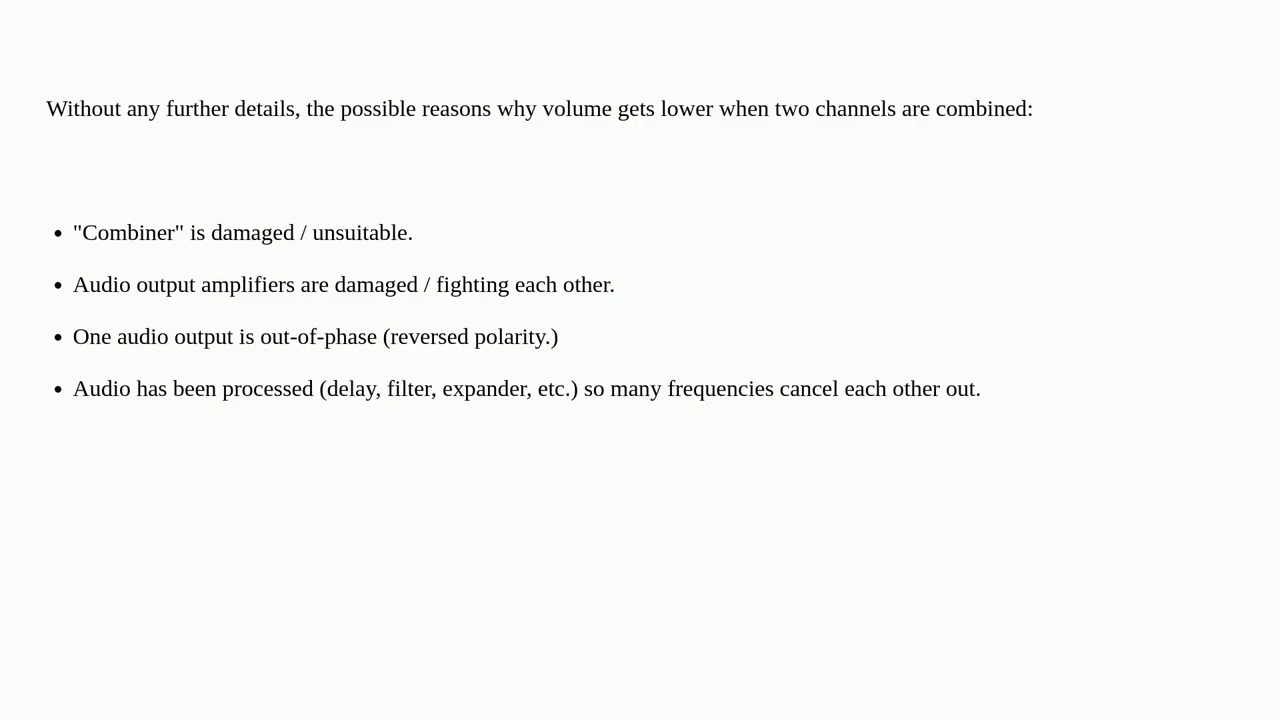 Without any further details, the possible reasons why volume gets lower when two channels are combined:
• "Combiner" is damaged / unsuitable.
• Audio output amplifiers are damaged / fighting each other.
• One audio output is out-of-phase (reversed polarity.)
• Audio has been processed (delay, filter, expander, etc.) so many frequencies cancel each other out.